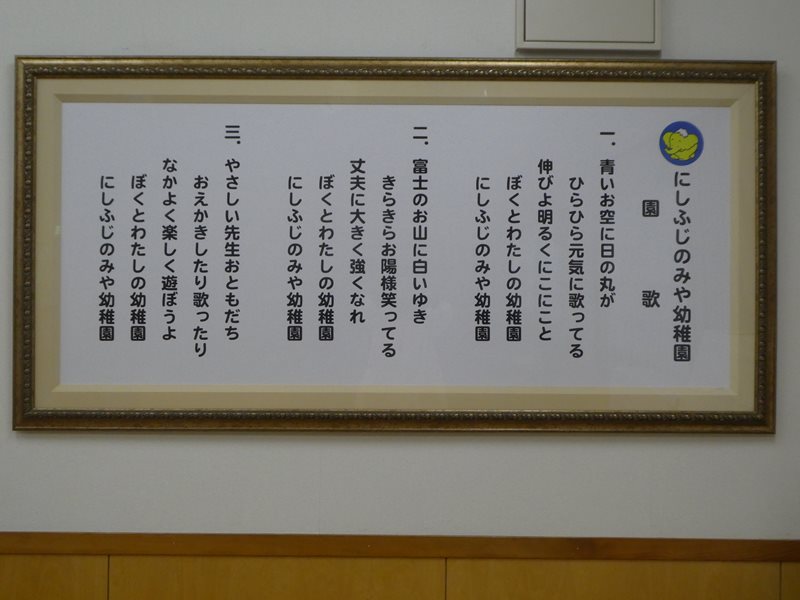 にしふじのみや幼稚園
園　歌
一．青いお空に日の丸が
ひらひら元気に歌ってる
伸びよ明るくにこにこと
ぼくとわたしの幼稚園
にしふじのみや幼稚園
二．富士のお山に白いゆき
きらきらお陽様笑ってる
丈夫に大きく強くなれ
ぼくとわたしの幼稚園
にしふじのみや幼稚園
三．やさしい先生おともだち
おえかきしたり歌ったり
なかよく楽しく遊ぼうよ
ぼくとわたしの幼稚園
にしふじのみや幼稚園